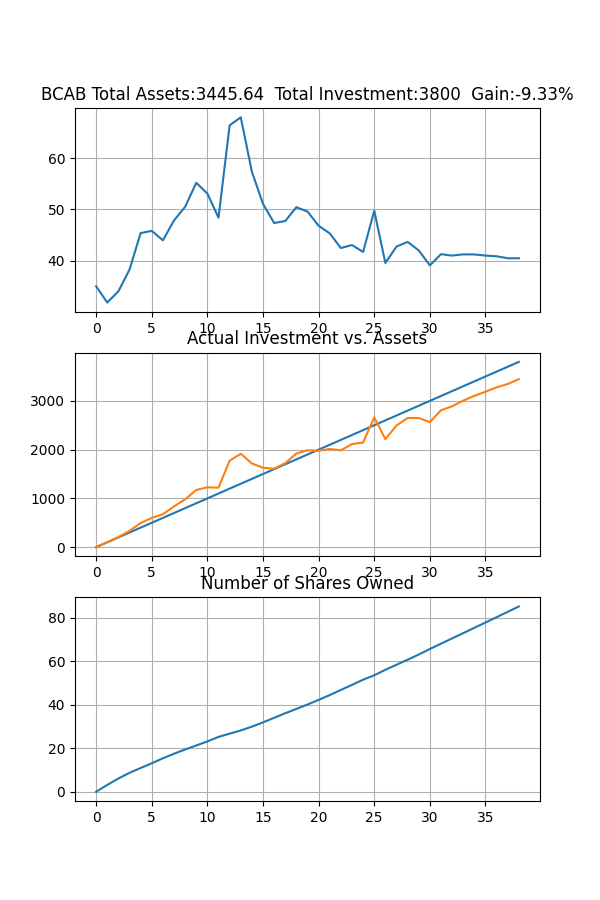 BCAB Total Assets:3445.64  Total Investment:3800  Gain:-9.33%
60
50
40
0 5 10 15 20 25 30 35
Actual Investment vs. Assets
3000
2000
1000
0
0 5 10 15 20 25 30 35
Number of Shares Owned
80
60
40
20
0
0 5 10 15 20 25 30 35